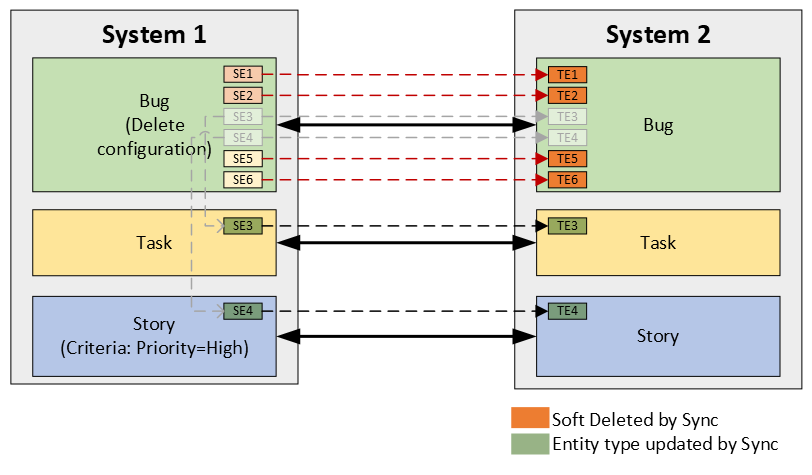 System 1
System 2
SE1
TE1
SE2
TE2
Bug
(Delete
configuration)
SE3
TE3
SE4
TE4
Bug
SE5
TE5
SE6
TE6
SE3
TE3
Task
Task
SE4
TE4
Story
(Criteria: Priority=High)
Story
Soft Deleted by Sync
Entity type updated by Sync